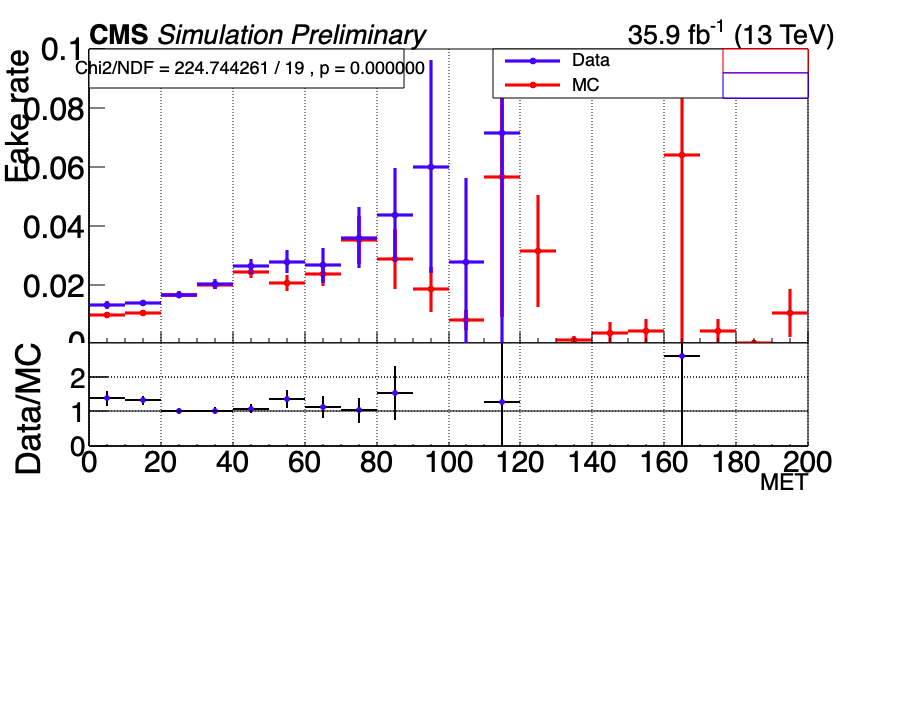 CMS Simulation Preliminary
35.9 fb-1 (13 TeV)
Chi2/NDF = 224.744261 / 19 , p = 0.000000
Data
MC
Fake rate
0.1
0.08
0.06
0.04
0.02
0
Data/MC
2
1
0
0 20 40 60 80 100 120 140 160 180 200
MET